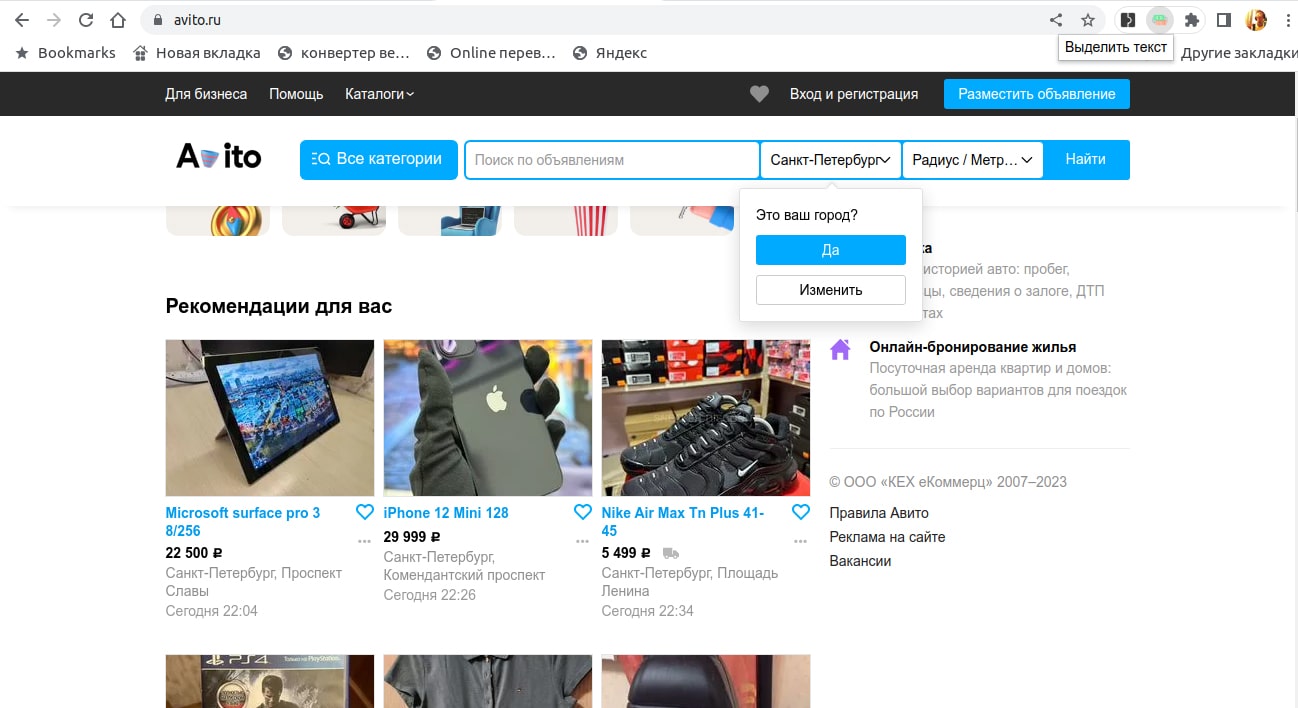 avito.ru
Выделить текст
Bookmarks
Новая вкладка
конвертер ве...
Online перев...
Яндекс
Другие закладки
Для бизнеса
Помощь
Каталоги
Вход и регистрация
Разместить объявление
Avito
Все категории
Поиск по объявлениям
Санкт-Петербург
Радиус / Метр...
Найти
Это ваш город?
Да
Изменить
ка
историей авто: пробег,
цы, сведения о залоге, ДТП
тах
Рекомендации для вас
Онлайн-бронирование жилья
Посуточная аренда квартир и домов:
большой выбор вариантов для поездок
по России
© ООО «КЕХ еКоммерц» 2007–2023
Правила Авито
Реклама на сайте
Вакансии
Microsoft surface pro 3
8/256
22 500 ₽
Санкт-Петербург, Проспект
Славы
Сегодня 22:04
iPhone 12 Mini 128
29 999 ₽
Санкт-Петербург,
Комендантский проспект
Сегодня 22:26
Nike Air Max Tn Plus 41-
45
5 499 ₽
Санкт-Петербург, Площадь
Ленина
Сегодня 22:34
PS4
Только на PlayStation